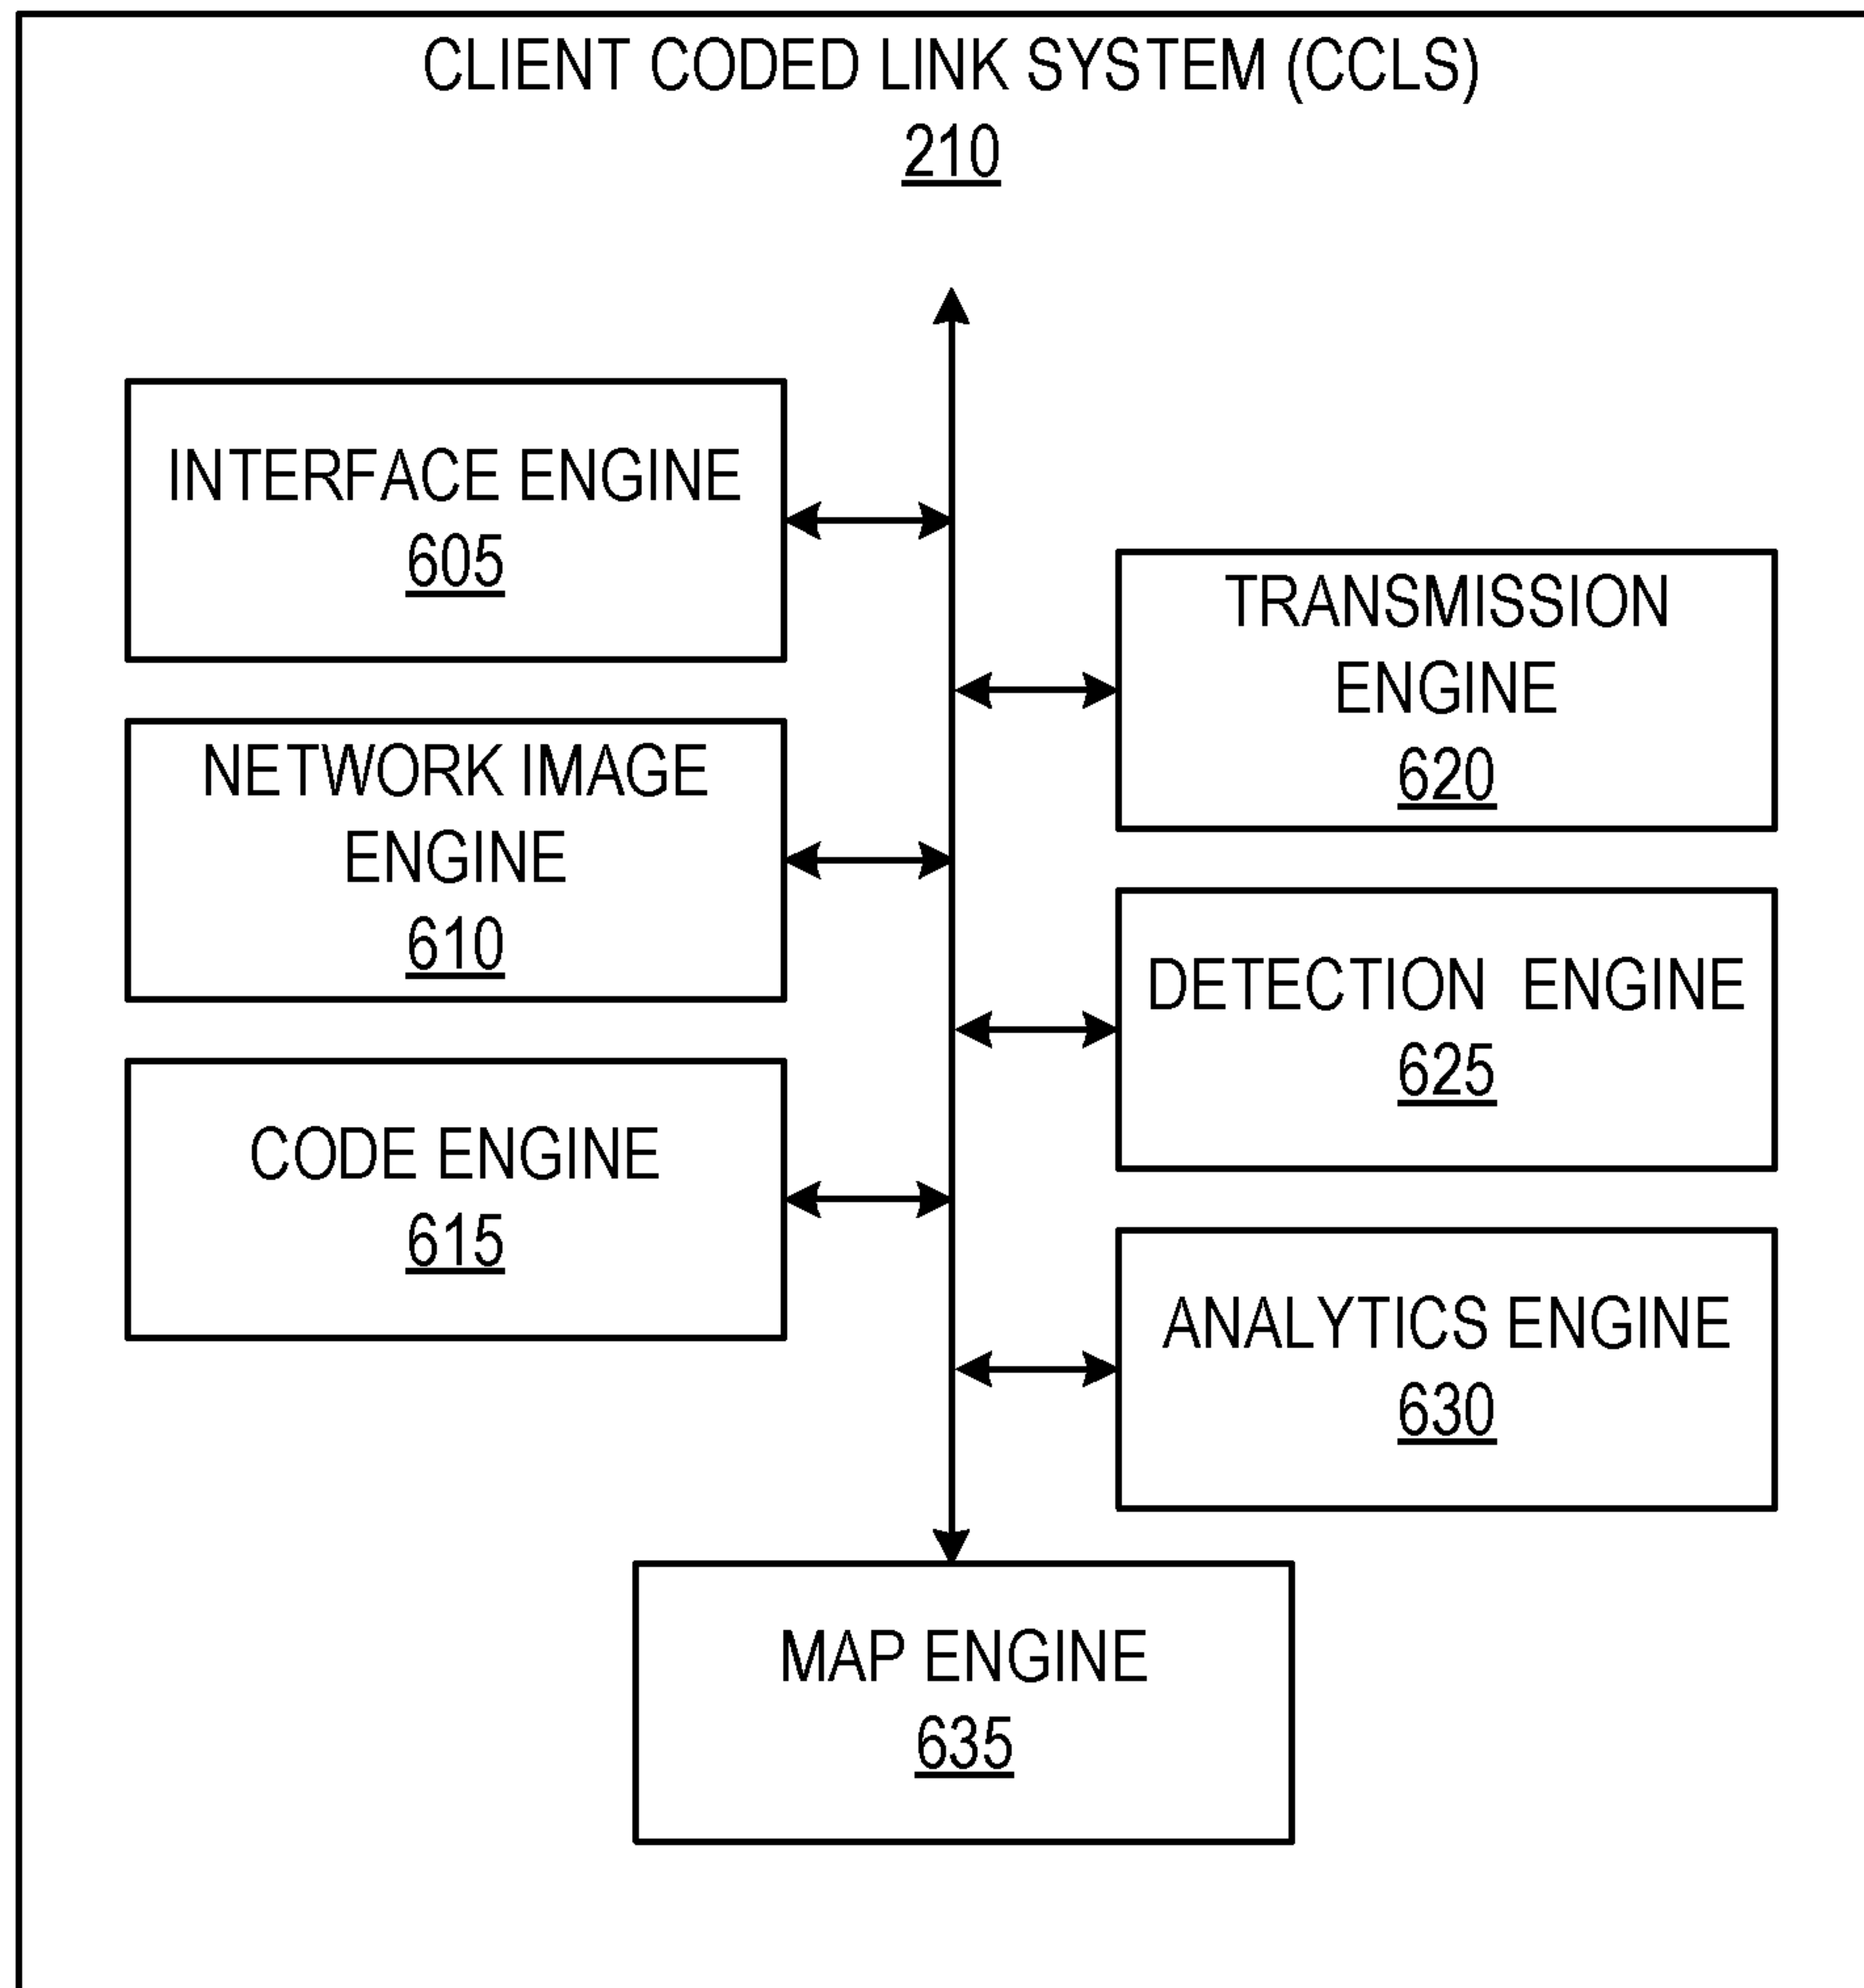 CLIENT CODED LINK SYSTEM (CCLS)
210
INTERFACE ENGINE
605
NETWORK IMAGE
ENGINE
610
CODE ENGINE
615
TRANSMISSION
ENGINE
620
DETECTION ENGINE
625
ANALYTICS ENGINE
630
MAP ENGINE
635